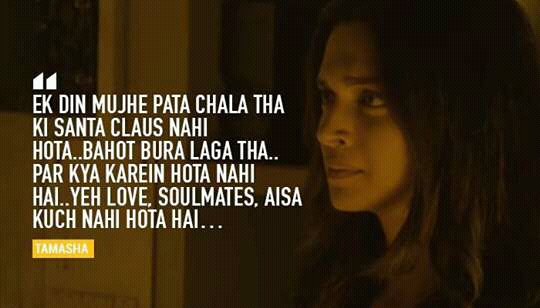 EK DIN MUJHE PATA CHALA THA
KI SANTA CLAUS NAHI
HOTA..BAHOT BURA LAGA THA..
PAR KYA KAREIN HOTA NAHI
HAI..YEH LOVE, SOULMATES, AISA
KUCH NAHI HOTA HAI...
TAMASHA